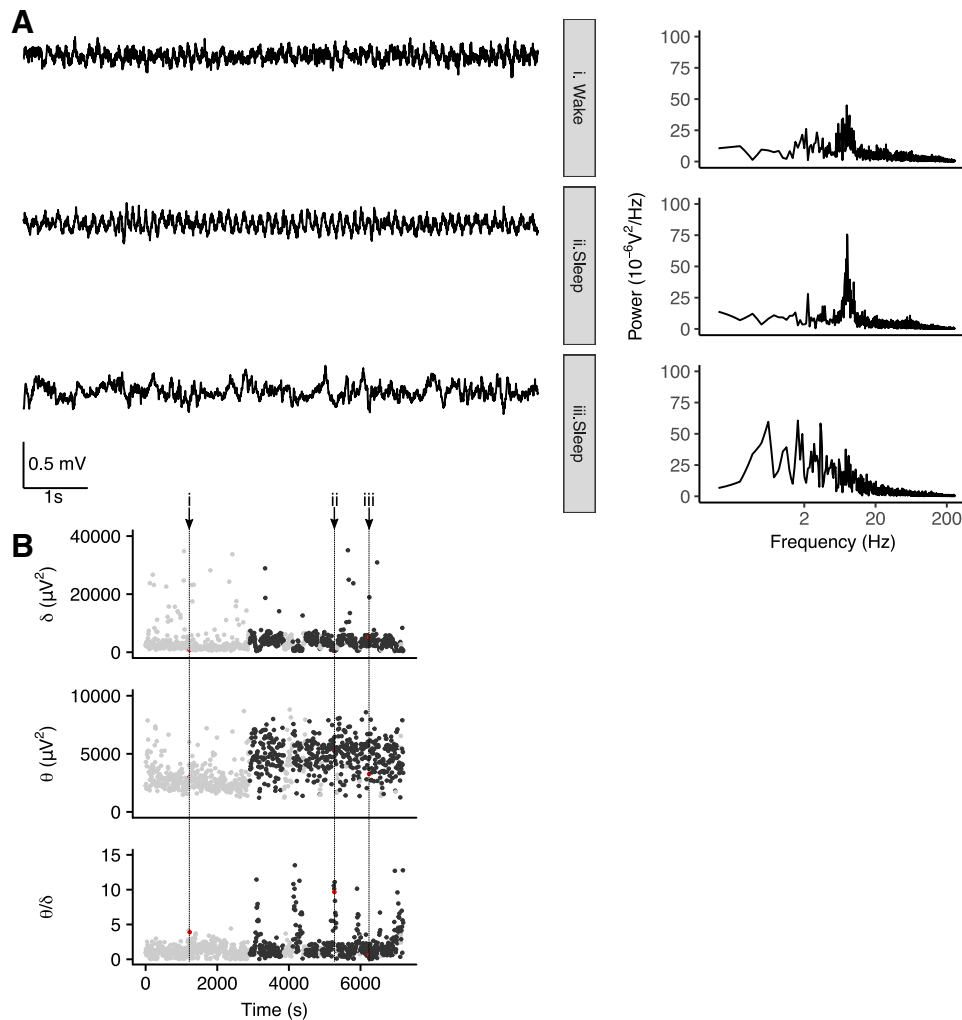 A
i. Wake
ii.Sleep
iii.Sleep
0.5 mV
1s
Power (10⁻⁶V²/Hz)
100
75
50
25
0
100
75
50
25
0
100
75
50
25
0
2 20 200
Frequency (Hz)
i ii iii
B
δ (μV²)
40000
20000
0
θ (μV²)
10000
5000
0
θ/δ
15
10
5
0
0 2000 4000 6000
Time (s)